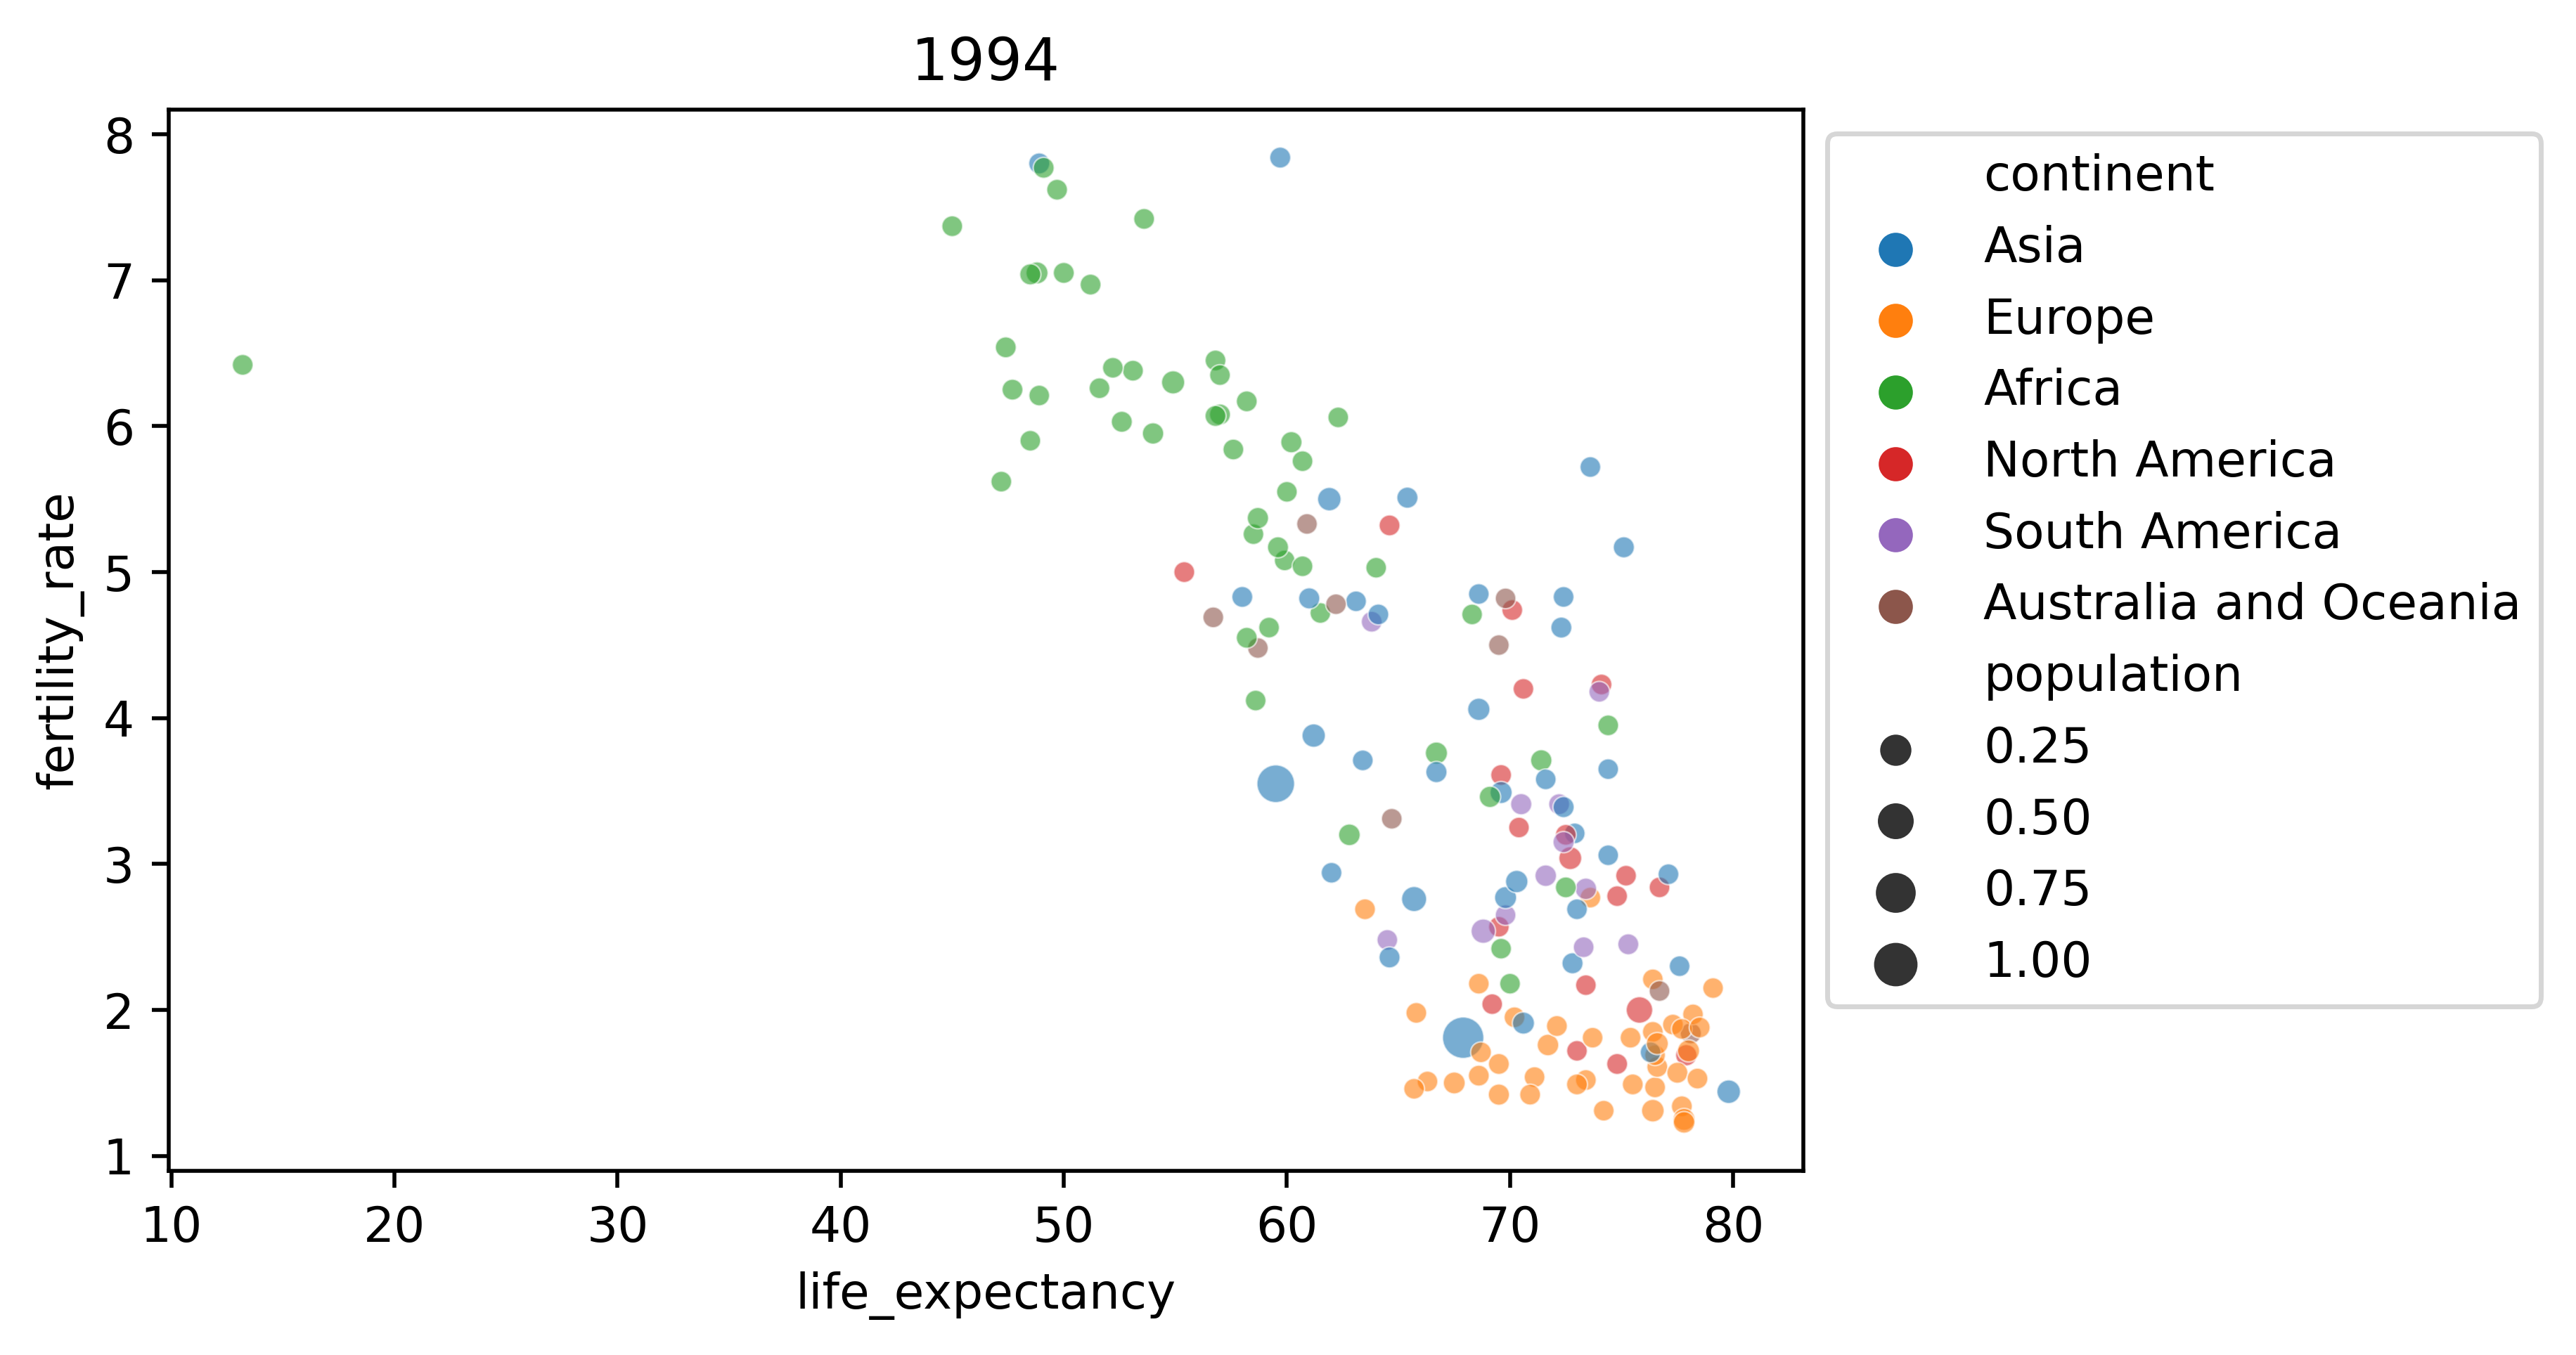 1994
8
7
6
5
4
3
2
1
fertility_rate
10 20 30 40 50 60 70 80
life_expectancy
continent
Asia
Europe
Africa
North America
South America
Australia and Oceania
population
0.25
0.50
0.75
1.00